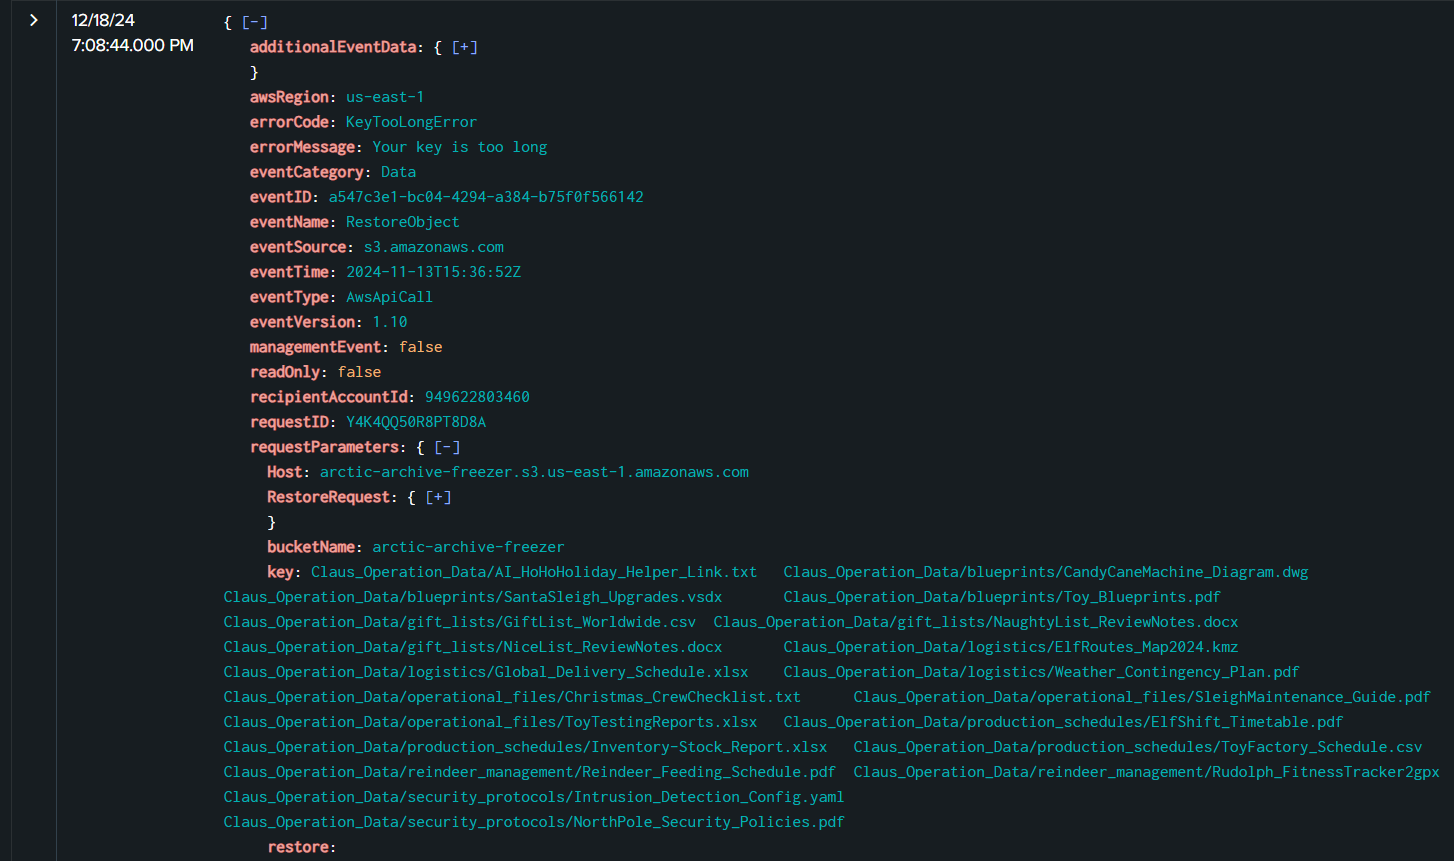 12/18/24
7:08:44.000 PM
{ [-]
additionalEventData: { [+]
}
awsRegion: us-east-1
errorCode: KeyTooLongError
errorMessage: Your key is too long
eventCategory: Data
eventID: a547c3e1-bc04-4294-a384-b75f0f566142
eventName: RestoreObject
eventSource: s3.amazonaws.com
eventTime: 2024-11-13T15:36:52Z
eventType: AwsApiCall
eventVersion: 1.10
managementEvent: false
readOnly: false
recipientAccountId: 949622803460
requestID: Y4K4QQ50R8PT8D8A
requestParameters: { [-]
Host: arctic-archive-freezer.s3.us-east-1.amazonaws.com
RestoreRequest: { [+]
}
bucketName: arctic-archive-freezer
key: Claus_Operation_Data/AI_HoHoHoliday_Helper_Link.txt Claus_Operation_Data/blueprints/CandyCaneMachine_Diagram.dwg
Claus_Operation_Data/blueprints/SantaSleigh_Upgrades.vsdx Claus_Operation_Data/blueprints/Toy_Blueprints.pdf
Claus_Operation_Data/gift_lists/GiftList_Worldwide.csv Claus_Operation_Data/gift_lists/NaughtyList_ReviewNotes.docx
Claus_Operation_Data/gift_lists/NiceList_ReviewNotes.docx Claus_Operation_Data/logistics/ElfRoutes_Map2024.kmz
Claus_Operation_Data/logistics/Global_Delivery_Schedule.xlsx Claus_Operation_Data/logistics/Weather_Contingency_Plan.pdf
Claus_Operation_Data/operational_files/Christmas_CrewChecklist.txt Claus_Operation_Data/operational_files/SleighMaintenance_Guide.pdf
Claus_Operation_Data/operational_files/ToyTestingReports.xlsx Claus_Operation_Data/production_schedules/ElfShift_Timetable.pdf
Claus_Operation_Data/production_schedules/Inventory-Stock_Report.xlsx Claus_Operation_Data/production_schedules/ToyFactory_Schedule.csv
Claus_Operation_Data/reindeer_management/Reindeer_Feeding_Schedule.pdf Claus_Operation_Data/reindeer_management/Rudolph_FitnessTracker2gpx
Claus_Operation_Data/security_protocols/Intrusion_Detection_Config.yaml
Claus_Operation_Data/security_protocols/NorthPole_Security_Policies.pdf
restore: